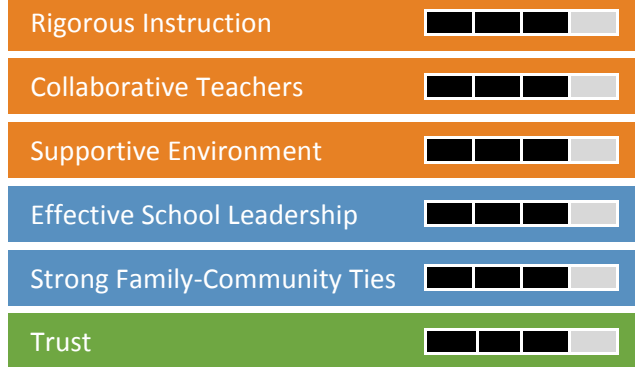 Rigorous Instruction
Collaborative Teachers
Supportive Environment
Effective School Leadership
Strong Family-Community Ties
Trust